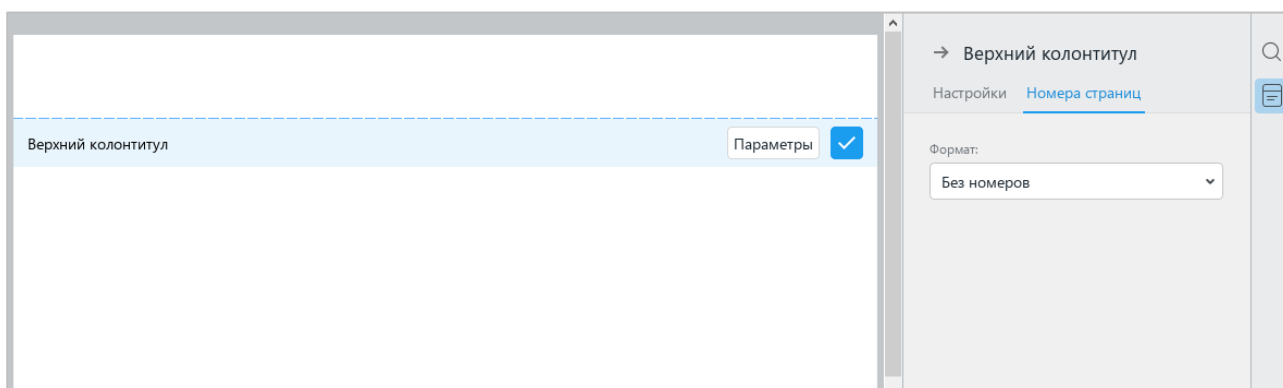 Верхний колонтитул
Настройки Номера страниц
Верхний колонтитул Параметры
Формат:
Без номеров